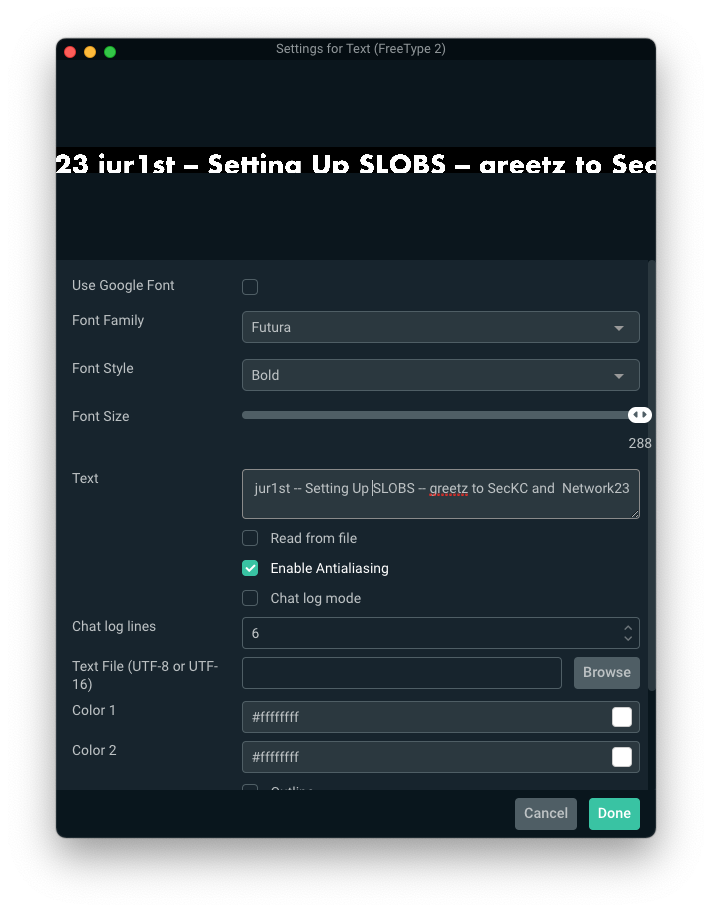 Settings for Text (FreeType 2)
23 jur1st – Setting Up SLOBS – greetz to Sec
Use Google Font
Font Family
Futura
Font Style
Bold
Font Size
288
Text
jur1st -- Setting Up SLOBS -- greetz to SecKC and  Network23
Read from file
Enable Antialiasing
Chat log mode
Chat log lines
6
Text File (UTF-8 or UTF-
16)
Browse
Color 1
#ffffffff
Color 2
#ffffffff
Outline
Cancel
Done